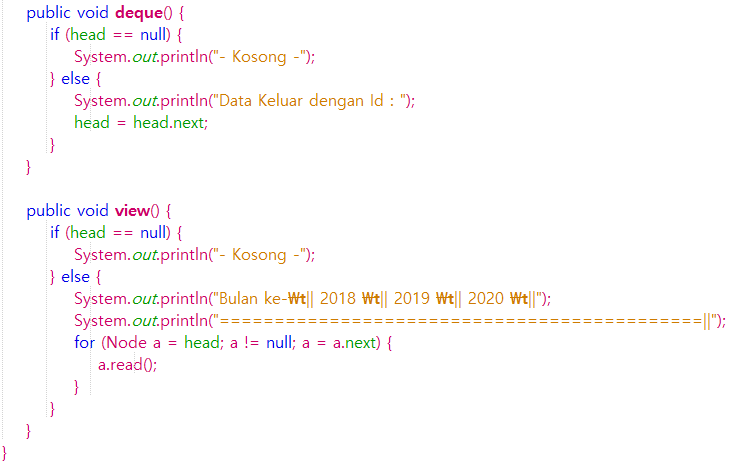 public void deque() {
if (head == null) {
System.out.println("- Kosong -");
} else {
System.out.println("Data Keluar dengan Id : ");
head = head.next;
}
}
public void view() {
if (head == null) {
System.out.println("- Kosong -");
} else {
System.out.println("Bulan ke-₩t|| 2018 ₩t|| 2019 ₩t|| 2020 ₩t||");
System.out.println("============================================||");
for (Node a = head; a != null; a = a.next) {
a.read();
}
}
}
}